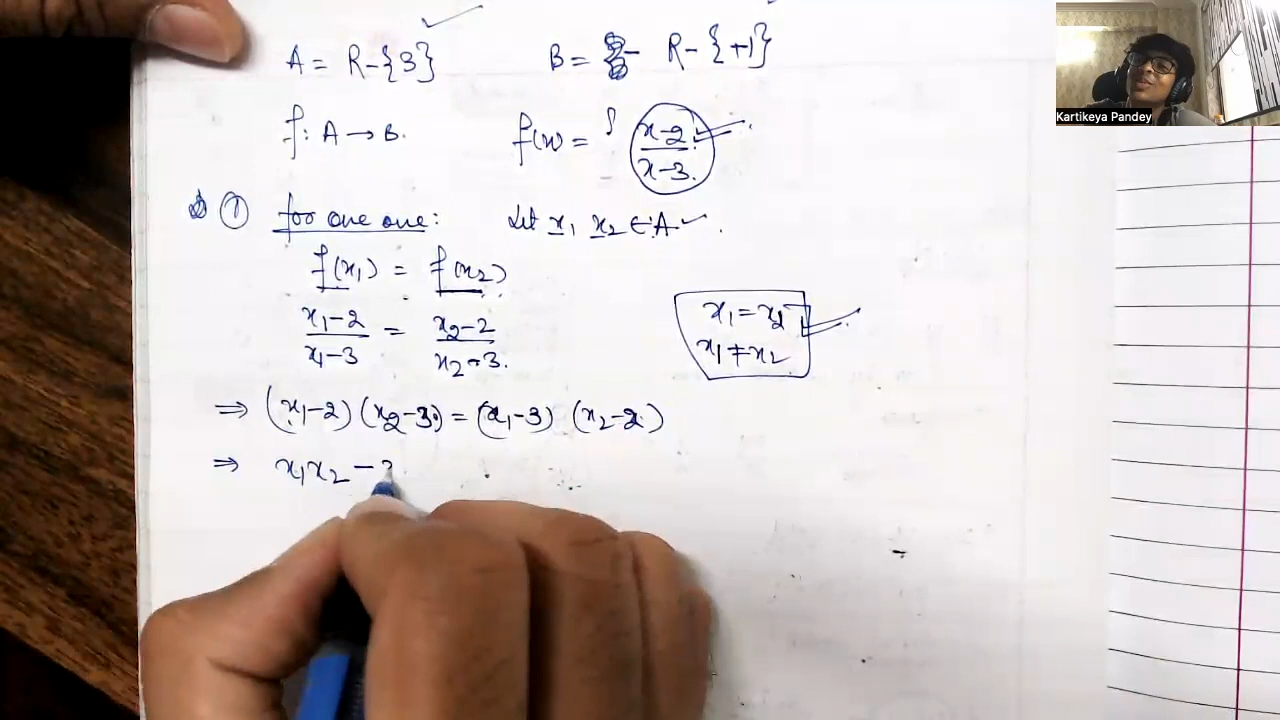 A = R-{3} B = R-{+1}
Kartikeya Pandey
f: A → B. f(x) = x-2/x-3.
① for one one: Let x₁ x₂ ∈ A.
f(x₁) = f(x₂)
x₁-2/x₁-3 = x₂-2/x₂-3.
x₁=x₂
x₁≠x₂
⇒ (x₁-2)(x₂-3) = (x₁-3) (x₂-2)
⇒ x₁x₂ -